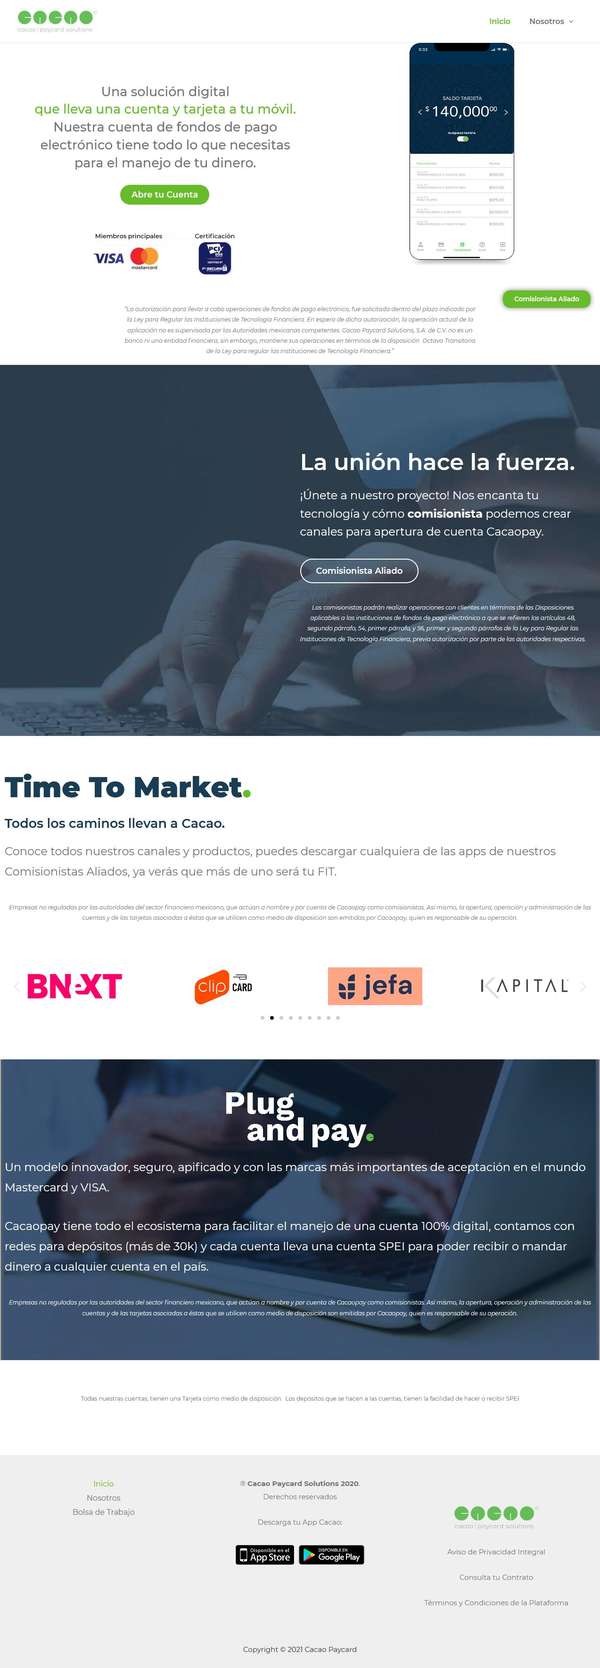 cacao
cacao | paycard solutions
Inicio
Nosotros
Una solución digital
que lleva una cuenta y tarjeta a tu móvil.
Nuestra cuenta de fondos de pago
electrónico tiene todo lo que necesitas
para el manejo de tu dinero.
Abre tu Cuenta
Miembros principales
Certificación
VISA
mastercard
PCI
SALDO TARJETA
$ 140,000.00
Comisionista Aliado
"La autorización para llevar a cabo operaciones de fondos de pago electrónico, fue solicitada dentro del plazo indicado por
la Ley para Regular las Instituciones de Tecnología Financiera. En espera de dicha autorización, la operación actual de la
aplicación no es supervisada por las Autoridades mexicanas competentes. Cacao Paycard Solutions, S.A. de C.V. no es un
banco ni una entidad financiera, sin embargo, mantiene sus operaciones en términos de la disposición Octava Transitoria
de la Ley para regular las instituciones de Tecnología Financiera."
La unión hace la fuerza.
¡Únete a nuestro proyecto! Nos encanta tu
tecnología y cómo comisionista podemos crear
canales para apertura de cuenta Cacaopay.
Comisionista Aliado
Los comisionistas podrán realizar operaciones con clientes en términos de las Disposiciones
aplicables a las instituciones de fondos de pago electrónico a que se refieren los artículos 48,
segundo párrafo, 54, primer párrafo, y 56, primer y segundo párrafos de la Ley para Regular las
Instituciones de Tecnología Financiera, previa autorización por parte de las autoridades respectivas.
Time To Market.
Todos los caminos llevan a Cacao.
Conoce todos nuestros canales y productos, puedes descargar cualquiera de las apps de nuestros
Comisionistas Aliados, ya verás que más de uno será tu FIT.
Empresas no reguladas por las autoridades del sector financiero mexicano, que actúan a nombre y por cuenta de Cacaopay como comisionistas. Así mismo, la apertura, operación y administración de las
cuentas y de las tarjetas asociadas a éstas que se utilicen como medio de disposición son emitidas por Cacaopay, quien es responsable de su operación.
BNEXT
clip CARD
jefa
KAPITAL
Plug
and pay.
Un modelo innovador, seguro, apificado y con las marcas más importantes de aceptación en el mundo
Mastercard y VISA.
Cacaopay tiene todo el ecosistema para facilitar el manejo de una cuenta 100% digital, contamos con
redes para depósitos (más de 30k) y cada cuenta lleva una cuenta SPEI para poder recibir o mandar
dinero a cualquier cuenta en el país.
Empresas no reguladas por las autoridades del sector financiero mexicano, que actúan a nombre y por cuenta de Cacaopay como comisionistas. Así mismo, la apertura, operación y administración de las
cuentas y de las tarjetas asociadas a éstas que se utilicen como medio de disposición son emitidas por Cacaopay, quien es responsable de su operación.
Todas nuestras cuentas, tienen una Tarjeta como medio de disposición. Los depósitos que se hacen a las cuentas, tienen la facilidad de hacer o recibir SPEI
Inicio
Nosotros
Bolsa de Trabajo
® Cacao Paycard Solutions 2020.
Derechos reservados
Descarga tu App Cacao:
Disponible en el
App Store
DISPONIBLE EN
Google Play
cacao
cacao | paycard solutions
Aviso de Privacidad Integral
Consulta tu Contrato
Términos y Condiciones de la Plataforma
Copyright © 2021 Cacao Paycard